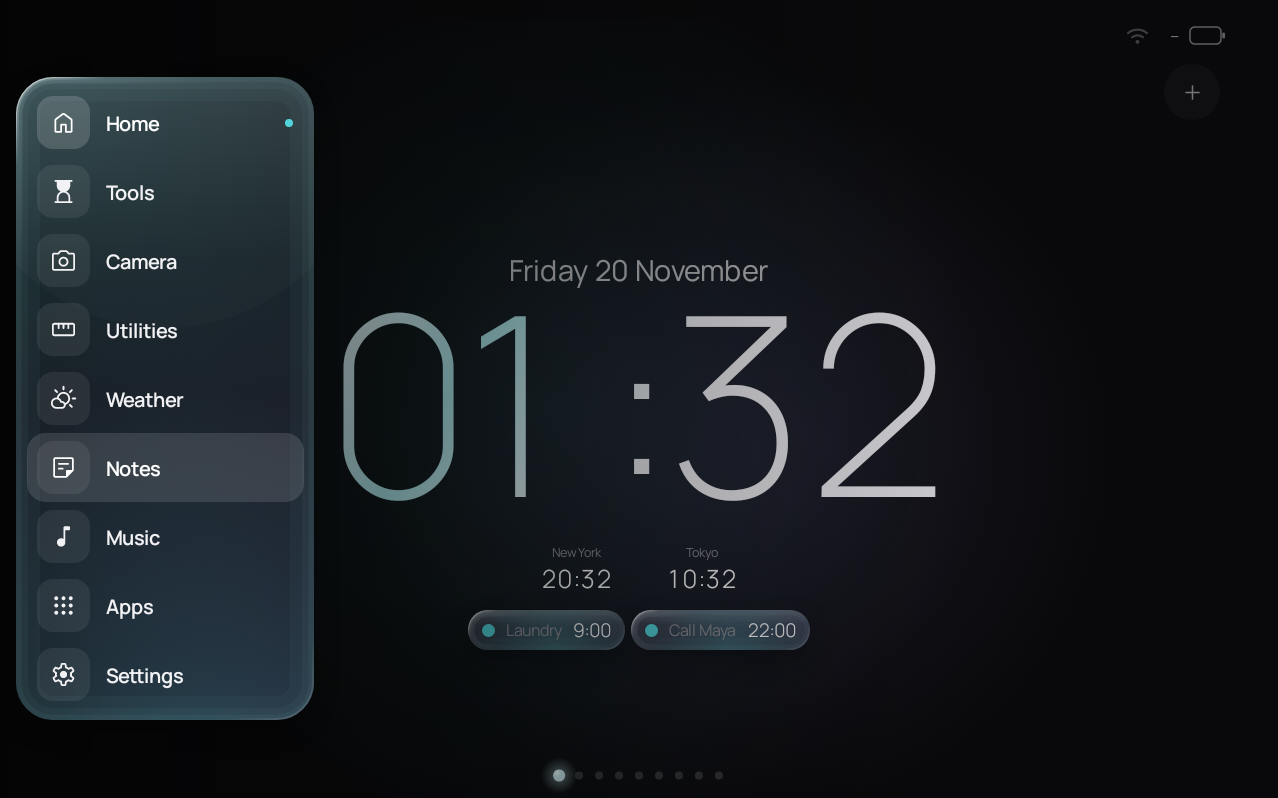 Home
Tools
Camera
Utilities
Weather
Notes
Music
Apps
Settings
Friday 20 November
01:32
New York
20:32
Tokyo
10:32
Laundry 9:00
Call Maya 22:00